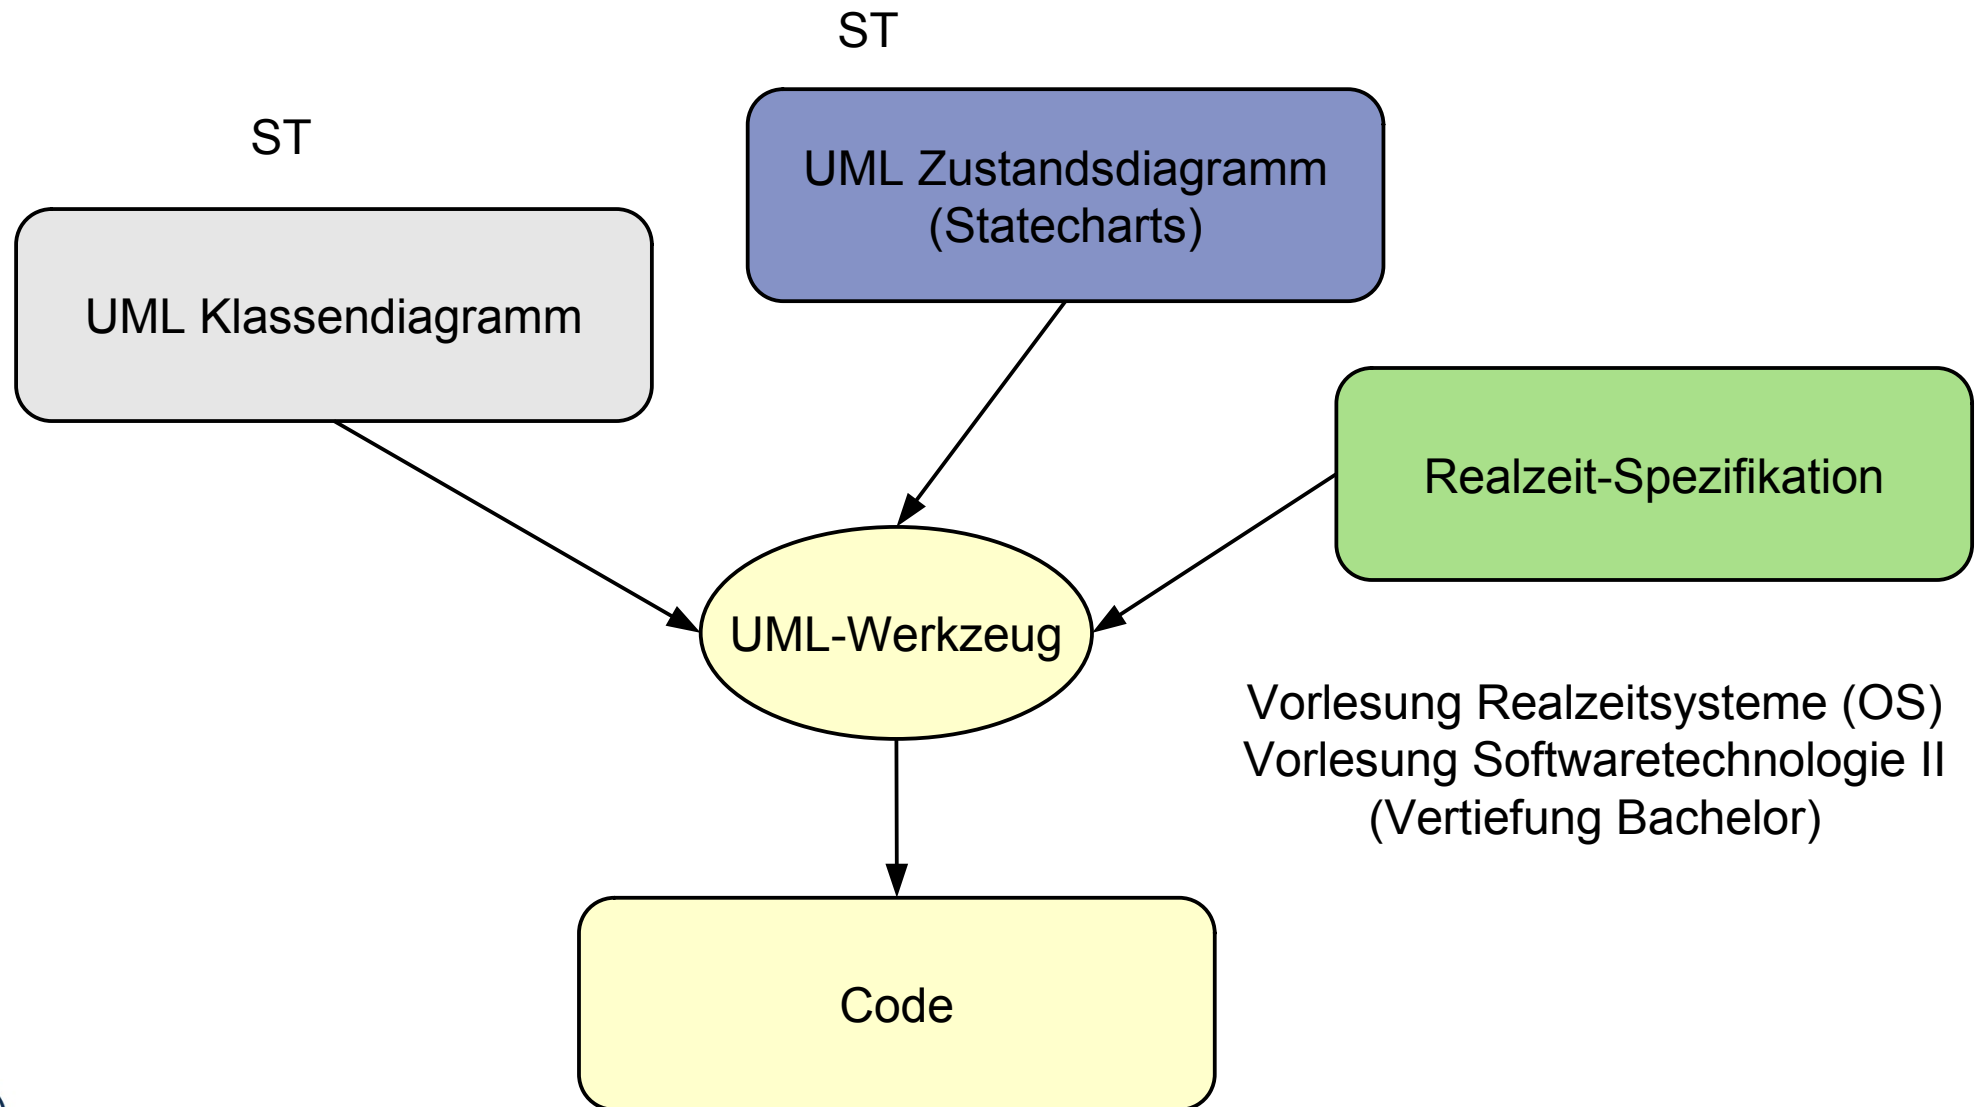 ST
ST
UML Zustandsdiagramm
(Statecharts)
UML Klassendiagramm
Realzeit-Spezifikation
UML-Werkzeug
Vorlesung Realzeitsysteme (OS)
Vorlesung Softwaretechnologie II
(Vertiefung Bachelor)
Code